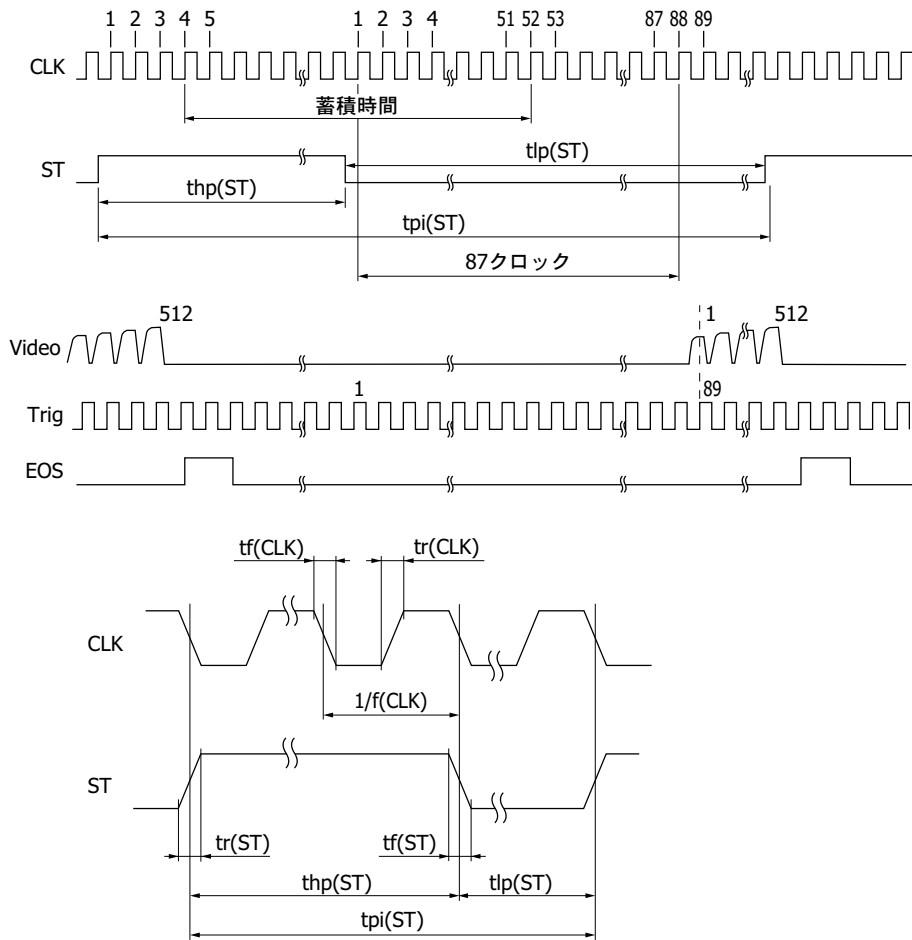 1 2 3 4 5 1 2 3 4 51 52 53 87 88 89
CLK
蓄積時間
ST
tlp(ST)
thp(ST)
tpi(ST)
87クロック
512 1 512
Video
1 89
Trig
EOS
tf(CLK) tr(CLK)
CLK
1/f(CLK)
ST
tr(ST) tf(ST)
thp(ST) tlp(ST)
tpi(ST)